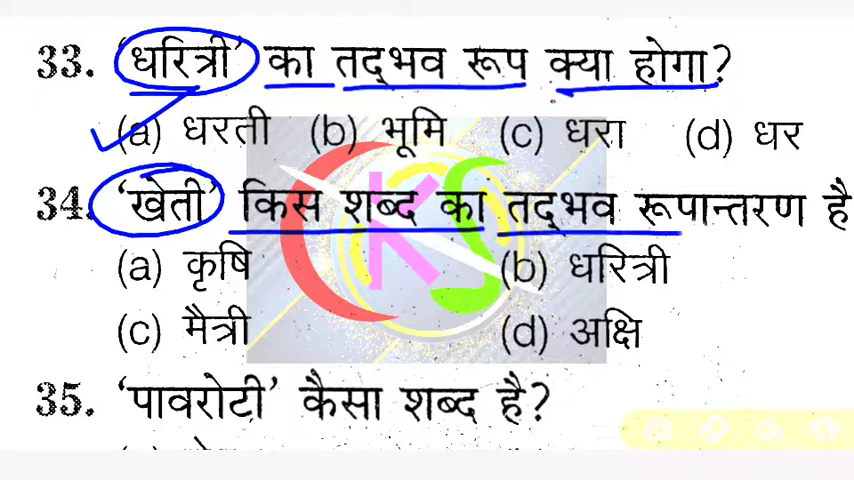 33. 'धरित्री' का तद्भव रूप क्या होगा?
(a) धरती (b) भूमि (c) धरा (d) धर
34. 'खेती' किस शब्द का तद्भव रूपान्तरण है
(a) कृषि (b) धरित्री
(c) मैत्री (d) अक्षि
35. 'पावरोटी' कैसा शब्द है?